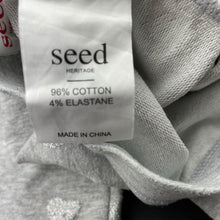 seed
HERITAGE
96% COTTON
4% ELASTANE
MADE IN CHINA